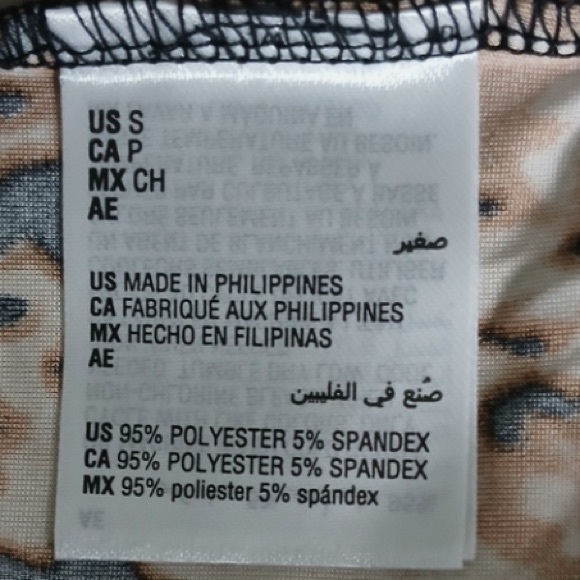 US S
CA P
MX CH
AE
صغير
US MADE IN PHILIPPINES
CA FABRIQUÉ AUX PHILIPPINES
MX HECHO EN FILIPINAS
AE
صُنع في الفلبين
US 95% POLYESTER 5% SPANDEX
CA 95% POLYESTER 5% SPANDEX
MX 95% poliester 5% spándex